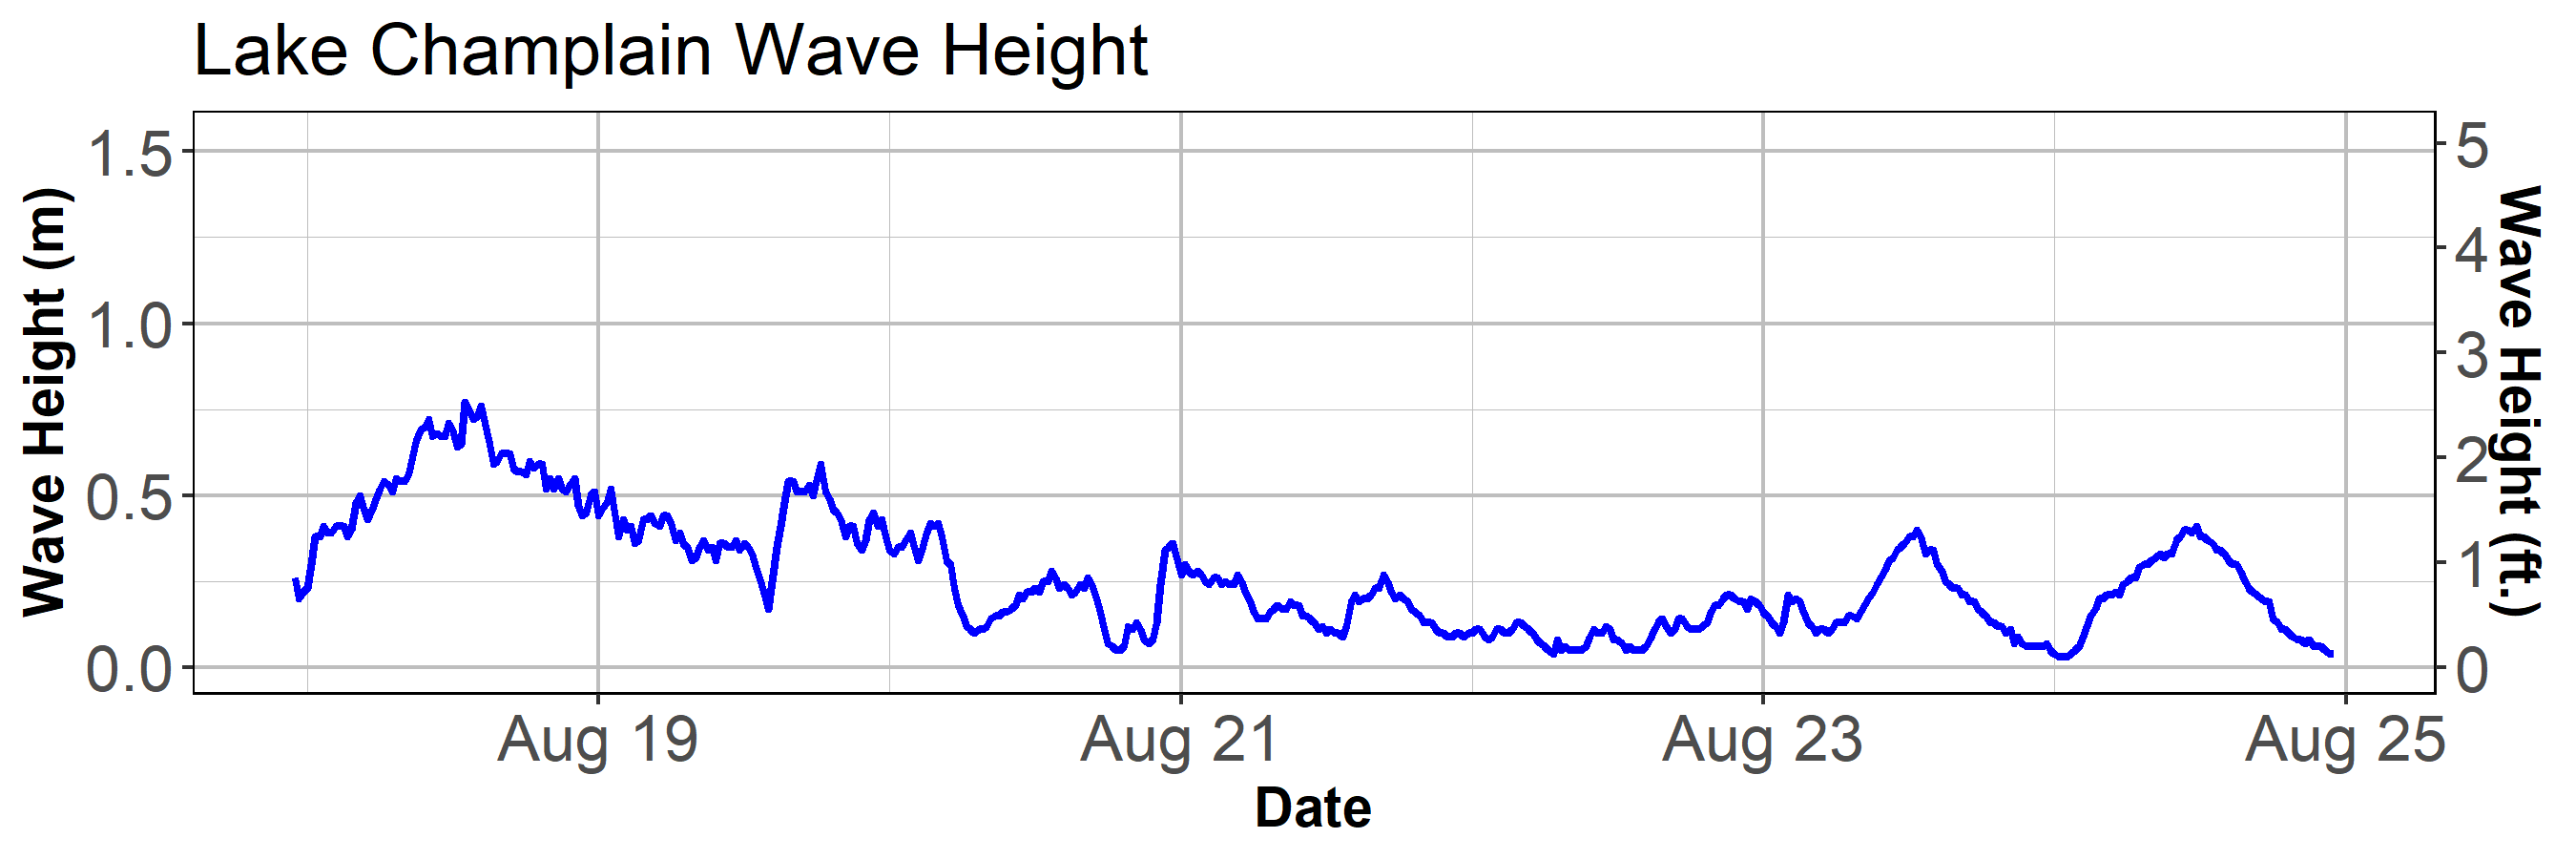 Lake Champlain Wave Height
Wave Height (m)
1.5
1.0
0.5
0.0
5
4
3
2
1
0
Wave Height (ft.)
Aug 19 Aug 21 Aug 23 Aug 25
Date